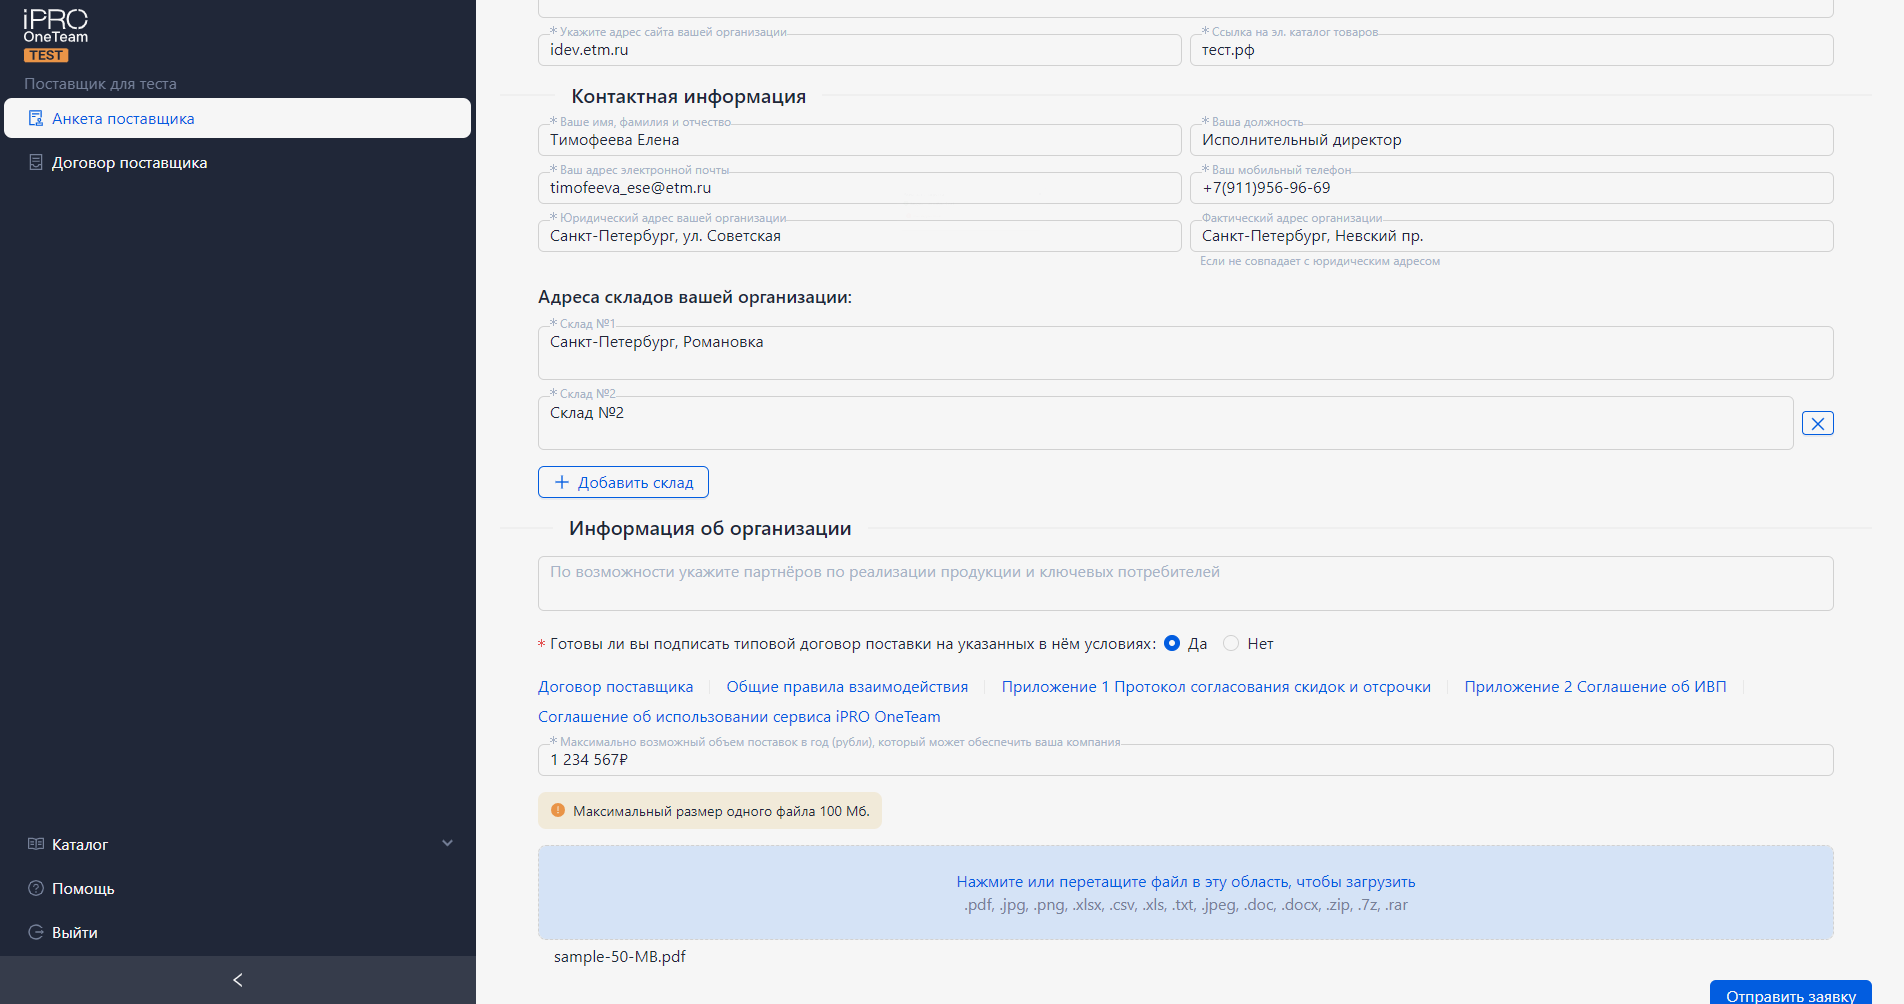 iPRO
OneTeam
TEST
Поставщик для теста
Анкета поставщика
Договор поставщика
Каталог
Помощь
Выйти
* Укажите адрес сайта вашей организации
idev.etm.ru
* Ссылка на эл. каталог товаров
тест.рф
Контактная информация
* Ваше имя, фамилия и отчество
Тимофеева Елена
* Ваша должность
Исполнительный директор
* Ваш адрес электронной почты
timofeeva_ese@etm.ru
* Ваш мобильный телефон
+7(911)956-96-69
* Юридический адрес вашей организации
Санкт-Петербург, ул. Советская
Фактический адрес организации
Санкт-Петербург, Невский пр.
Если не совпадает с юридическим адресом
Адреса складов вашей организации:
* Склад №1
Санкт-Петербург, Романовка
* Склад №2
Склад №2
Добавить склад
Информация об организации
По возможности укажите партнёров по реализации продукции и ключевых потребителей
* Готовы ли вы подписать типовой договор поставки на указанных в нём условиях: Да Нет
Договор поставщика Общие правила взаимодействия Приложение 1 Протокол согласования скидок и отсрочки Приложение 2 Соглашение об ИВП
Соглашение об использовании сервиса iPRO OneTeam
* Максимально возможный объем поставок в год (рубли), который может обеспечить ваша компания
1 234 567₽
Максимальный размер одного файла 100 Мб.
Нажмите или перетащите файл в эту область, чтобы загрузить
.pdf, .jpg, .png, .xlsx, .csv, .xls, .txt, .jpeg, .doc, .docx, .zip, .7z, .rar
sample-50-MB.pdf
Отправить заявку